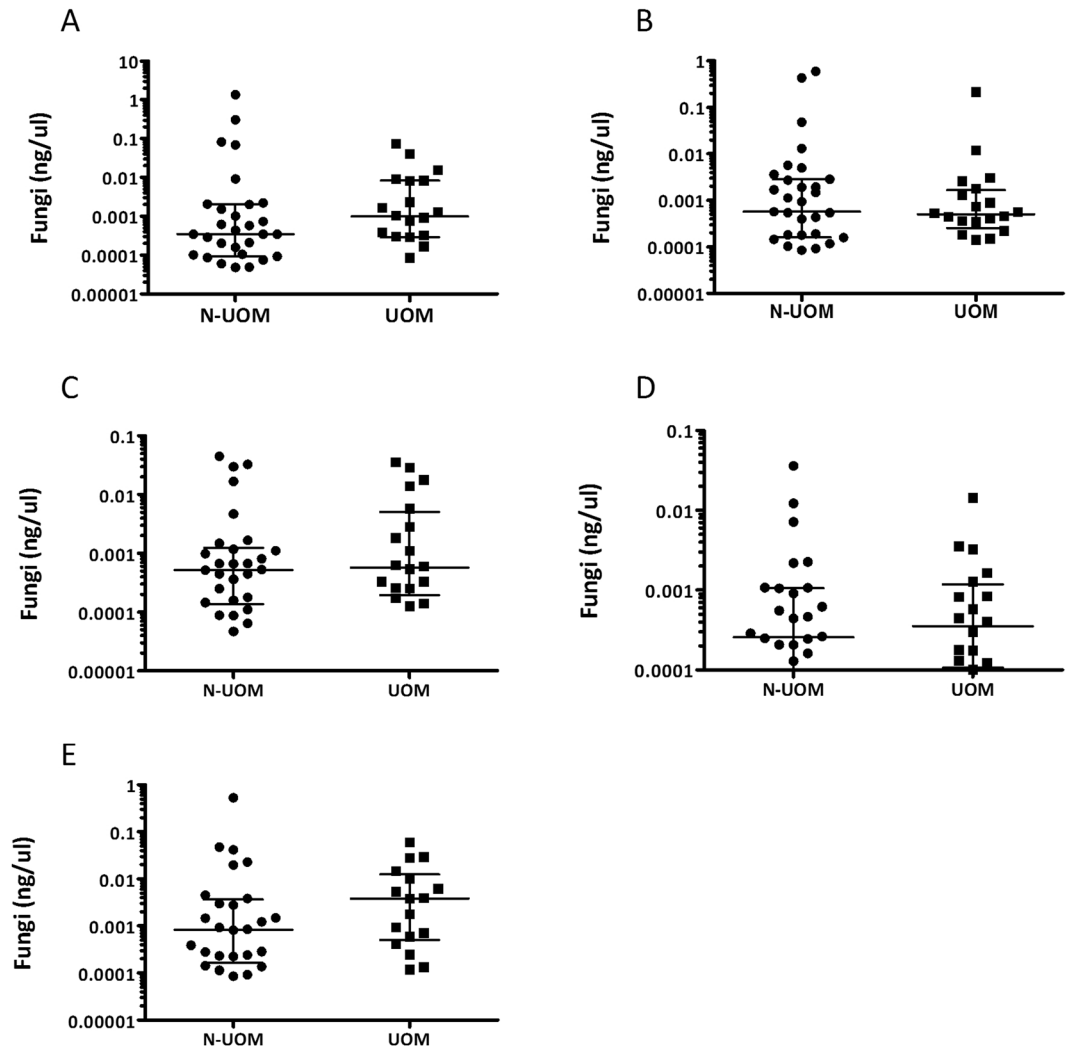 A
Fungi (ng/ul)
10
1
0.1
0.01
0.001
0.0001
0.00001
N-UOM
UOM
B
Fungi (ng/ul)
1
0.1
0.01
0.001
0.0001
0.00001
N-UOM
UOM
C
Fungi (ng/ul)
0.1
0.01
0.001
0.0001
0.00001
N-UOM
UOM
D
Fungi (ng/ul)
0.1
0.01
0.001
0.0001
N-UOM
UOM
E
Fungi (ng/ul)
1
0.1
0.01
0.001
0.0001
0.00001
N-UOM
UOM